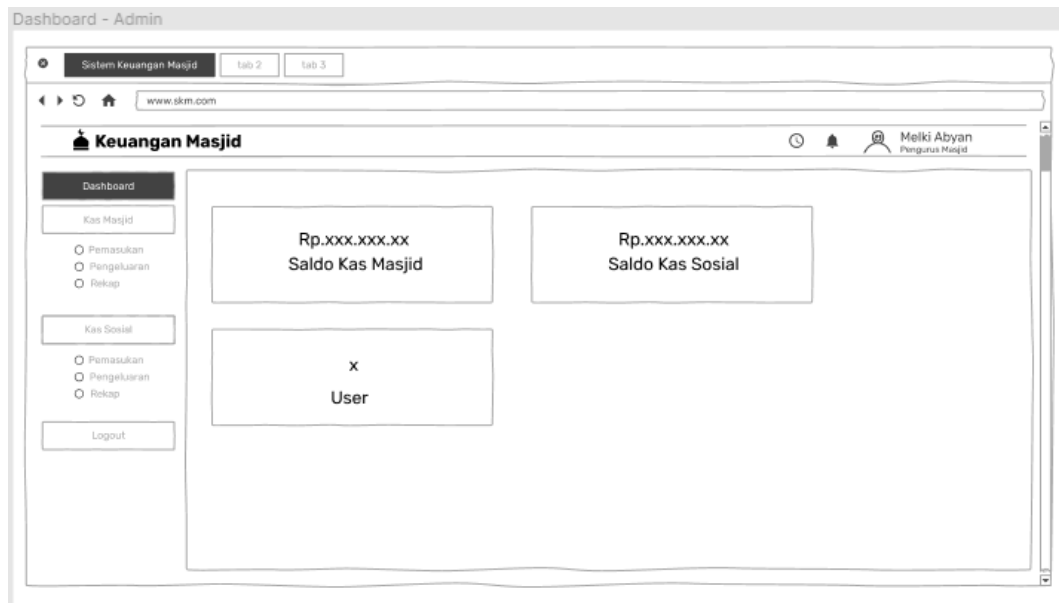 Dashboard - Admin
Sistem Keuangan Masjid
tab 2
tab 3
www.skm.com
Keuangan Masjid
Melki Abyan
Pengurus Masjid
Dashboard
Kas Masjid
Pemasukan
Pengeluaran
Rekap
Kas Sosial
Pemasukan
Pengeluaran
Rekap
Logout
Rp.xxx.xxx.xx
Saldo Kas Masjid
Rp.xxx.xxx.xx
Saldo Kas Sosial
x
User